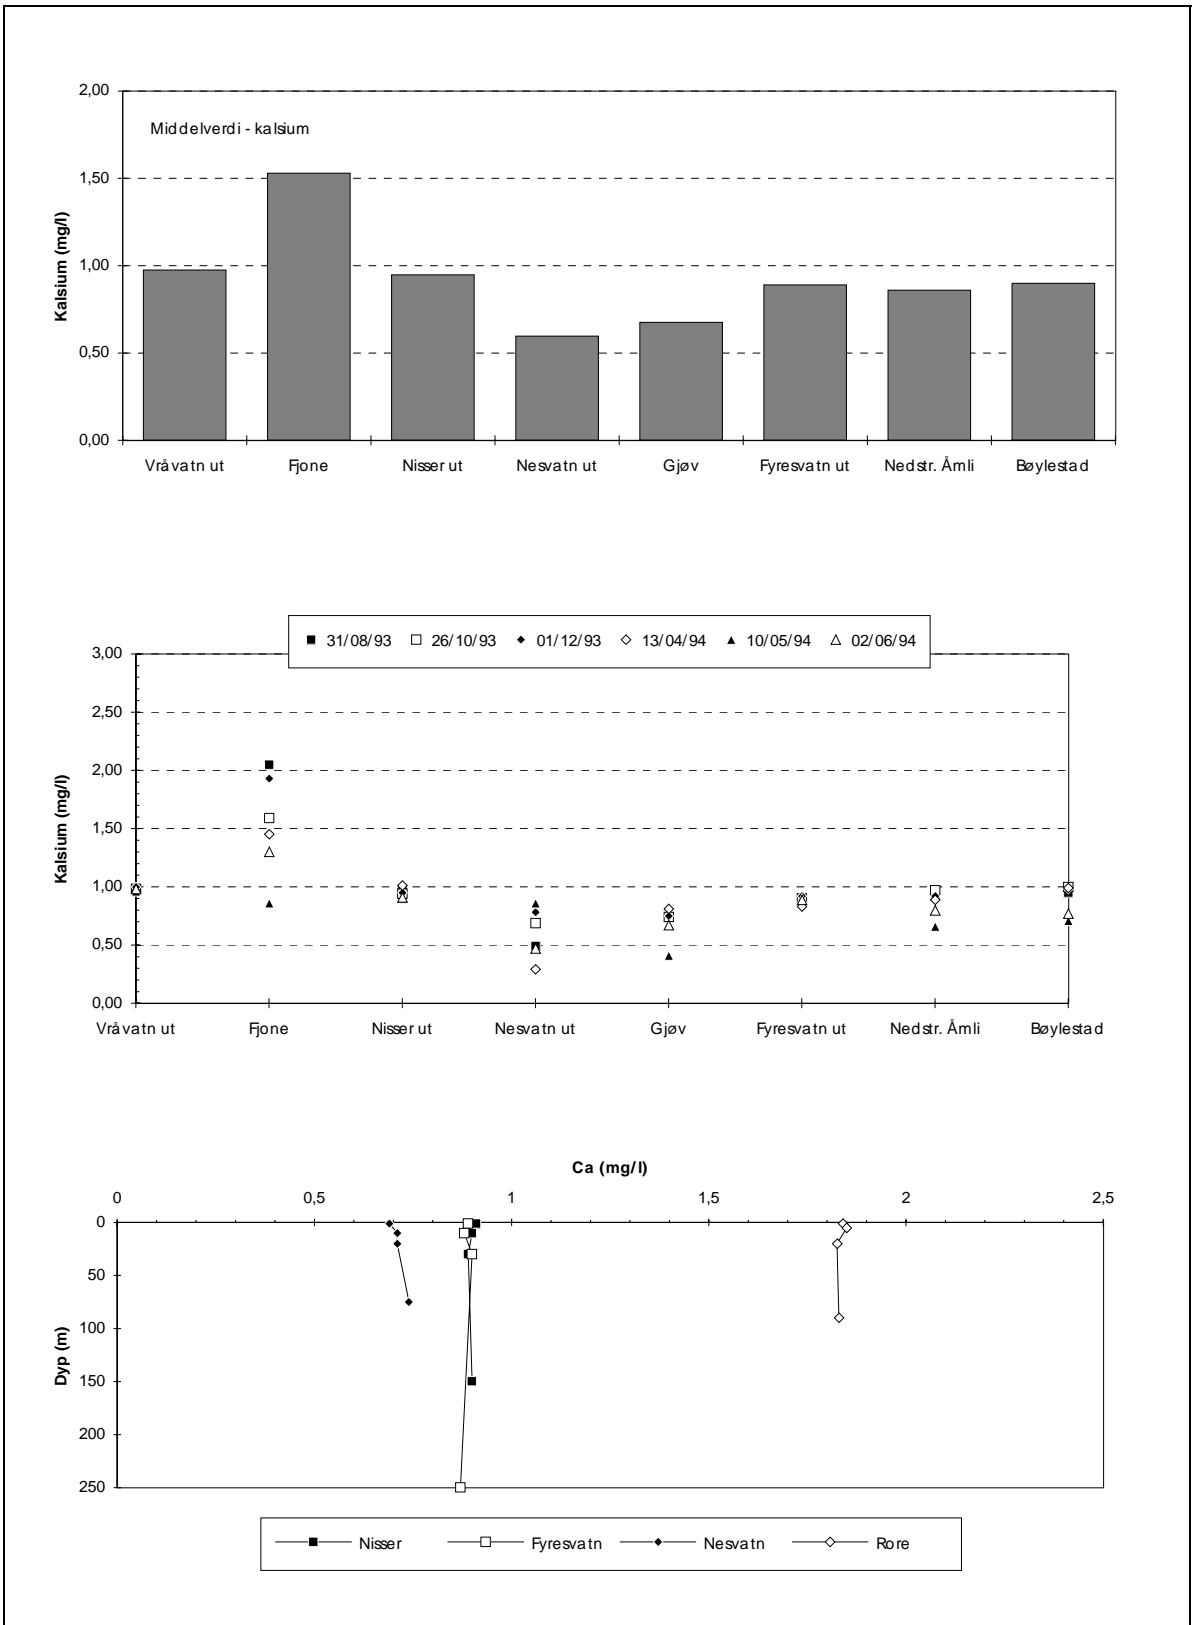 Middelverdi - kalsium
Kalsium (mg/l)
2,00
1,50
1,00
0,50
0,00
Vråvatn ut Fjone Nisser ut Nesvatn ut Gjøv Fyresvatn ut Nedstr. Åmli Bøylestad
31/08/93 26/10/93 01/12/93 13/04/94 10/05/94 02/06/94
Kalsium (mg/l)
3,00
2,50
2,00
1,50
1,00
0,50
0,00
Vråvatn ut Fjone Nisser ut Nesvatn ut Gjøv Fyresvatn ut Nedstr. Åmli Bøylestad
Ca (mg/l)
0 0,5 1 1,5 2 2,5
Dyp (m)
0
50
100
150
200
250
Nisser Fyresvatn Nesvatn Rore